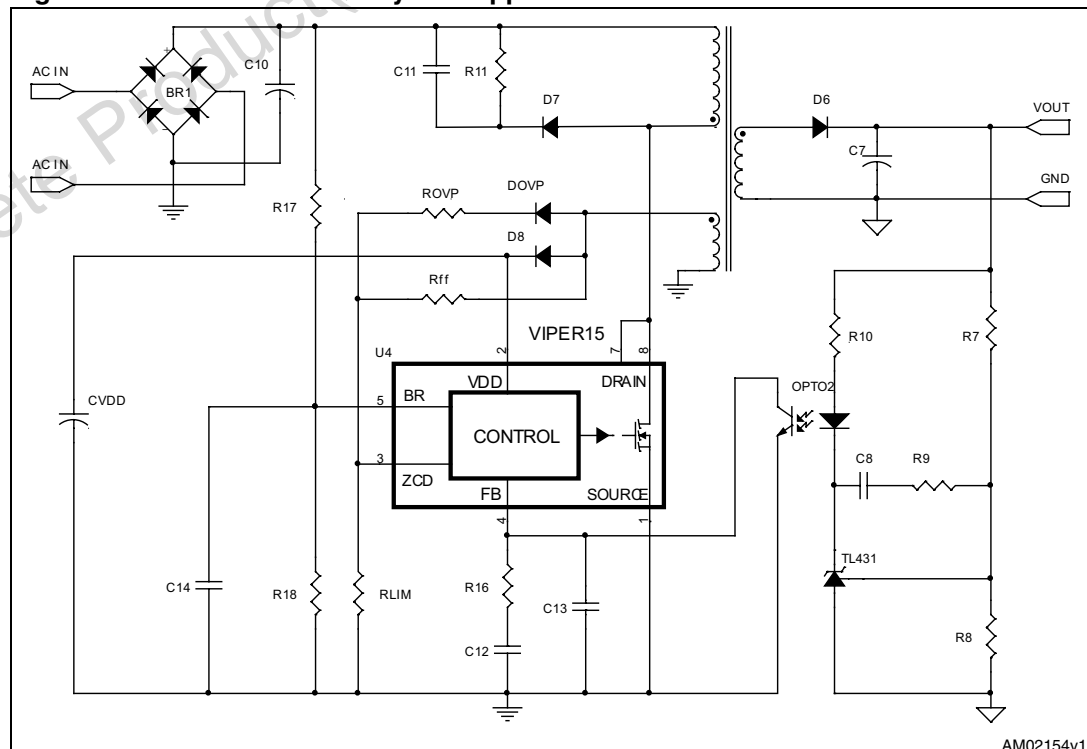 AC IN
AC IN
BR1
+
-
C10
C11
R11
D7
D6
VOUT
C7
GND
R17
ROVP
DOVP
D8
Rff
VIPER15
U4
2
7
8
VDD
DRAIN
BR
5
CONTROL
3
ZCD
FB
SOURCE
4
1
CVDD
R10
R7
OPTO2
C8
R9
TL431
C14
R18
RLIM
R16
C13
C12
R8
AM02154v1